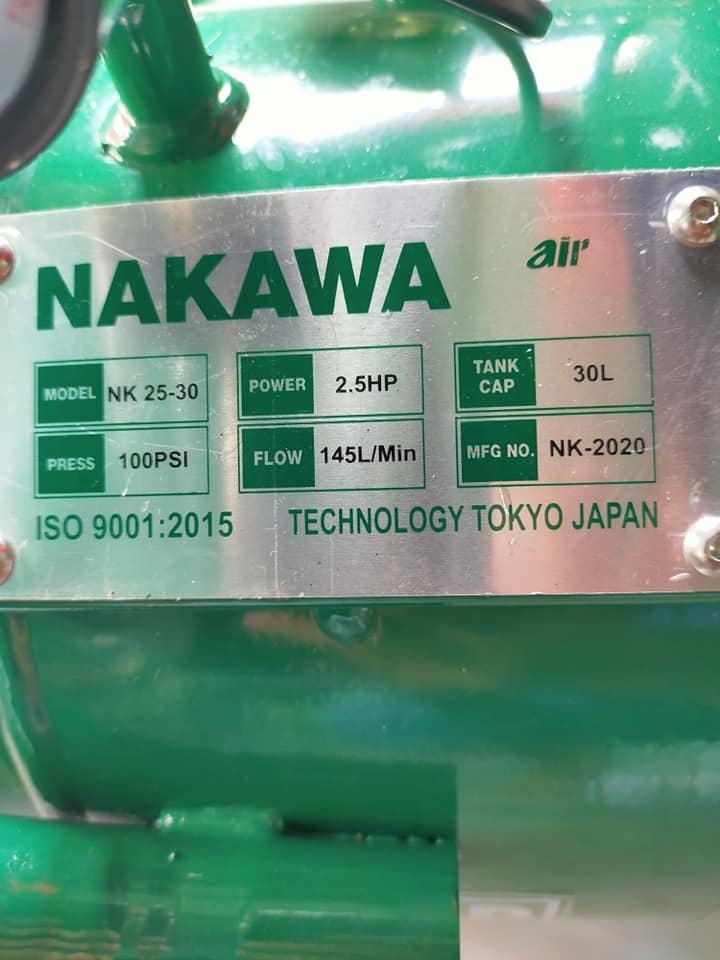 NAKAWA air
MODEL NK 25-30 POWER 2.5HP TANK CAP 30L
PRESS 100PSI FLOW 145L/Min MFG NO. NK-2020
ISO 9001:2015 TECHNOLOGY TOKYO JAPAN